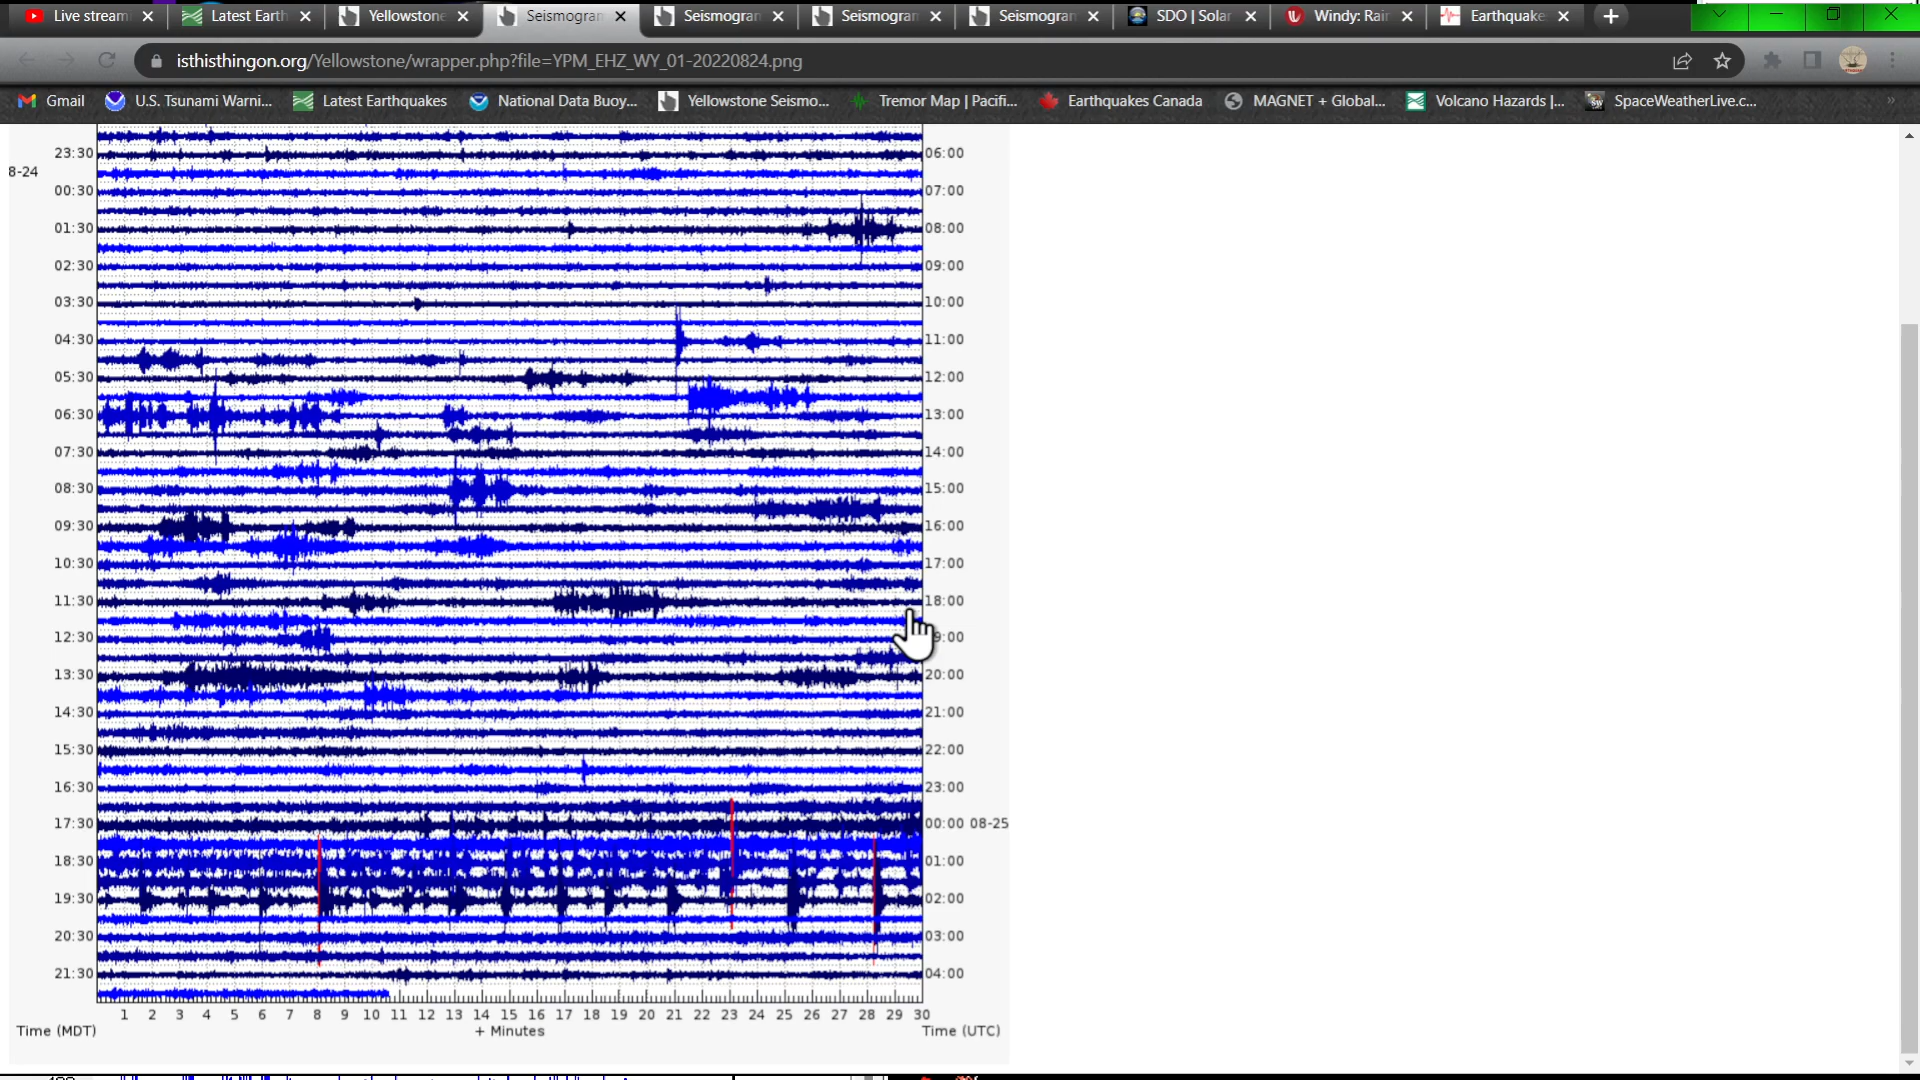 Live stream
Latest Earth
Yellowstone
Seismogram
Seismogram
Seismogram
Seismogram
SDO | Solar
Windy: Rain
Earthquake
isthisthingon.org/Yellowstone/wrapper.php?file=YPM_EHZ_WY_01-20220824.png
Gmail
U.S. Tsunami Warni...
Latest Earthquakes
National Data Buoy...
Yellowstone Seismo...
Tremor Map | Pacifi...
Earthquakes Canada
MAGNET + Global...
Volcano Hazards |...
SpaceWeatherLive.c...
23:30 06:00
8-24
00:30 07:00
01:30 08:00
02:30 09:00
03:30 10:00
04:30 11:00
05:30 12:00
06:30 13:00
07:30 14:00
08:30 15:00
09:30 16:00
10:30 17:00
11:30 18:00
12:30 9:00
13:30 20:00
14:30 21:00
15:30 22:00
16:30 23:00
17:30 00:00 08-25
18:30 01:00
19:30 02:00
20:30 03:00
21:30 04:00
1 2 3 4 5 6 7 8 9 10 11 12 13 14 15 16 17 18 19 20 21 22 23 24 25 26 27 28 29 30
Time (MDT) + Minutes Time (UTC)